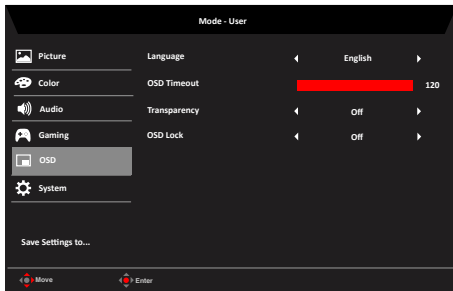 Mode - User
Picture
Language English
Color
OSD Timeout 120
Audio
Transparency Off
Gaming
OSD Lock Off
OSD
System
Save Settings to...
Move Enter